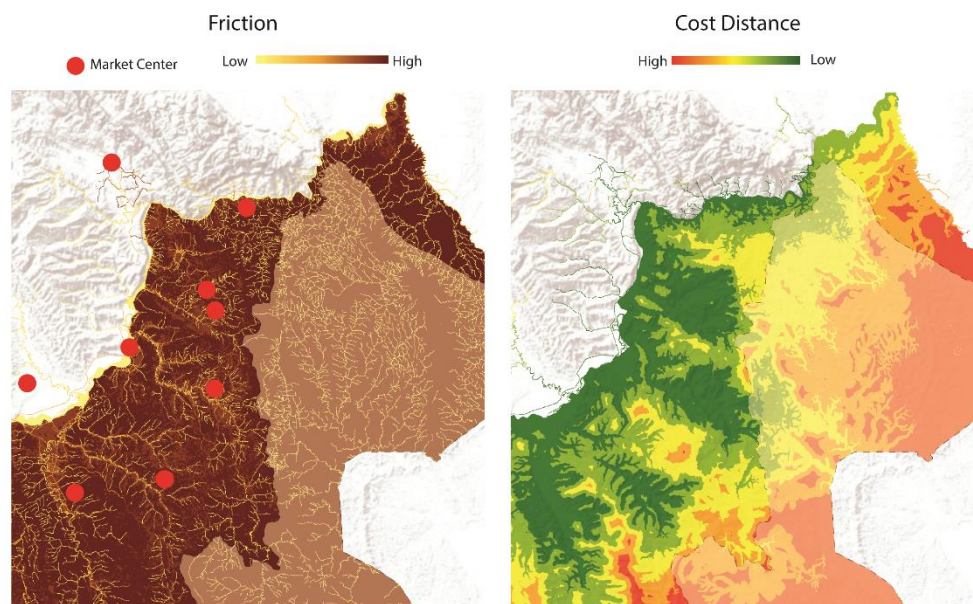 Friction
Cost Distance
Market Center
Low
High
High
Low